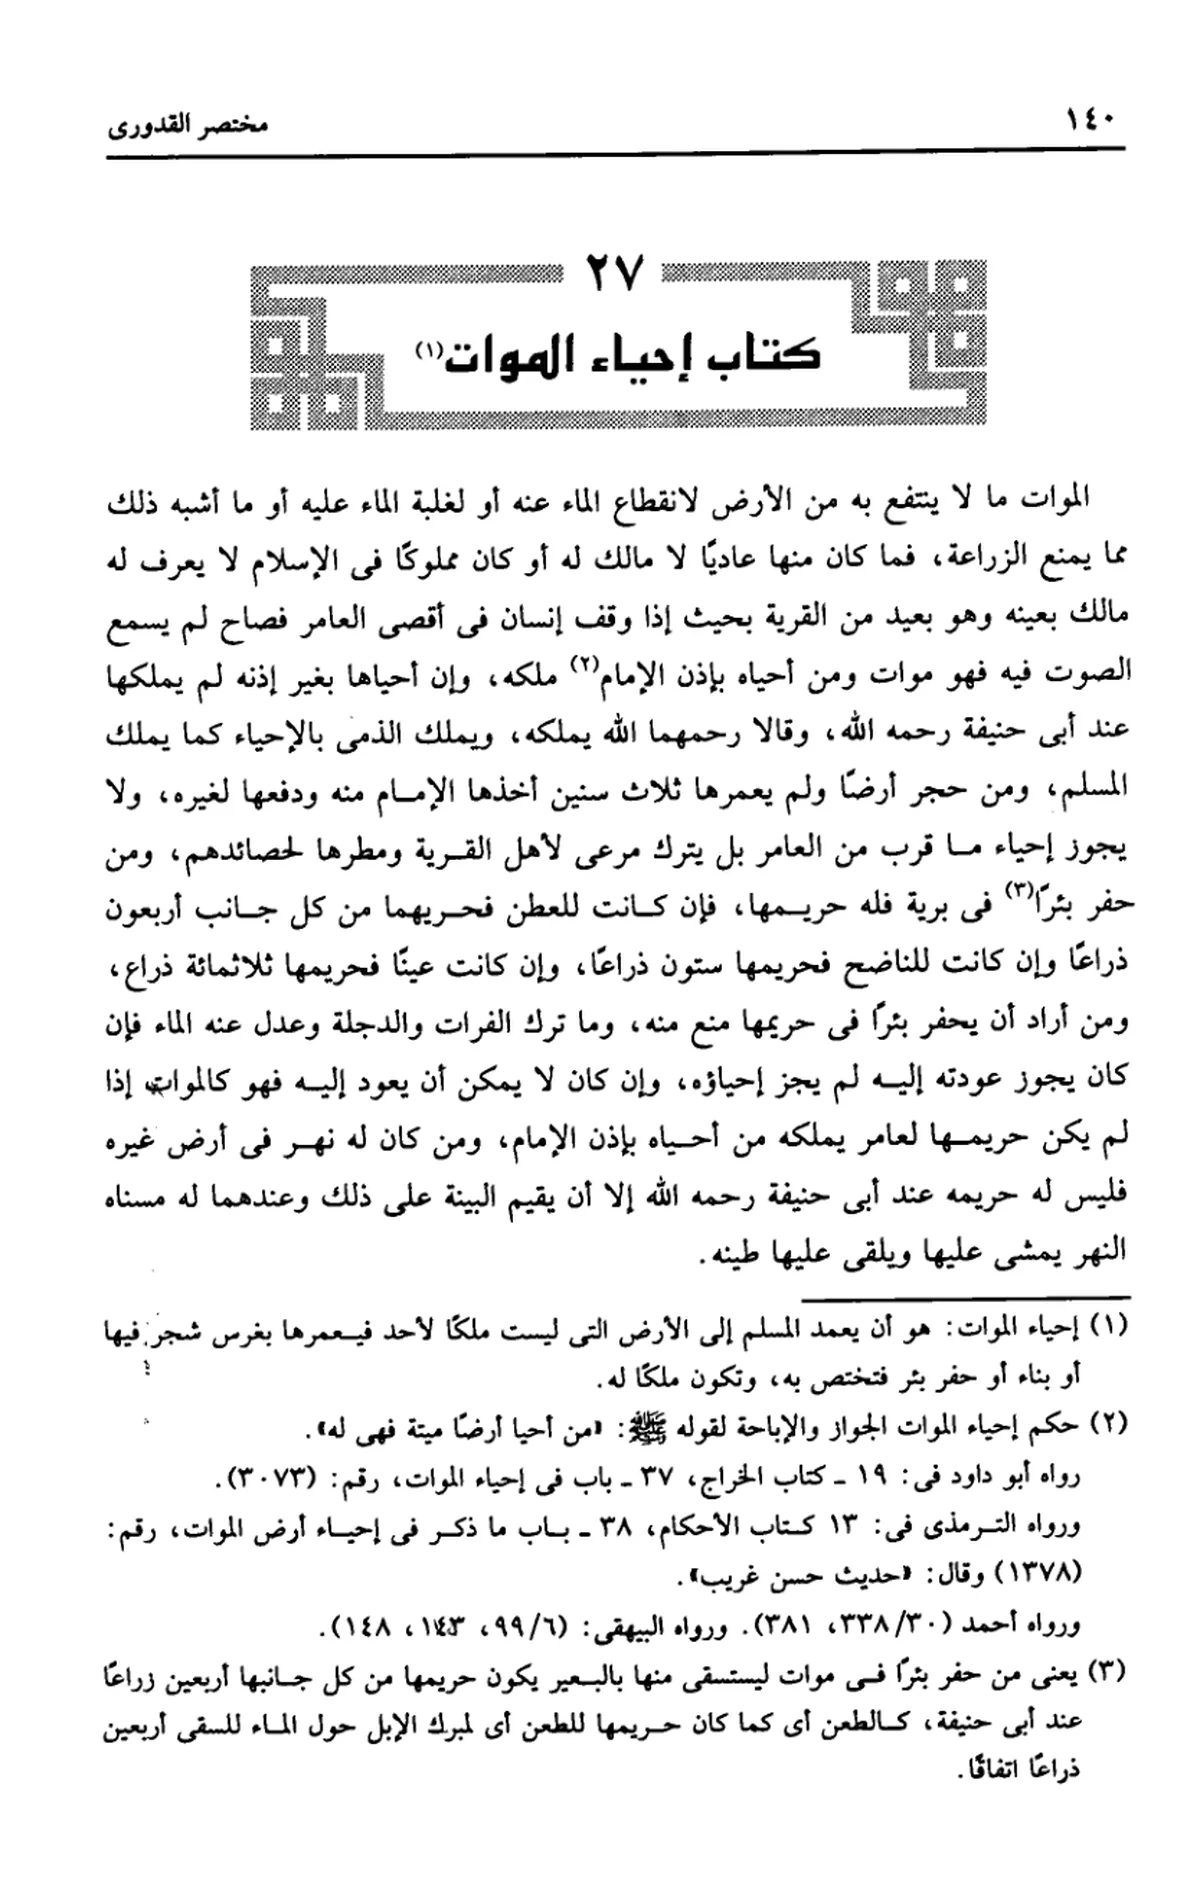 ١٤٠
مختصر القدورى
٢٧
كتاب إحياء الموات(١)
الموات ما لا ينتفع به من الأرض لانقطاع الماء عنه أو لغلبة الماء عليه أو ما أشبه ذلك
مما يمنع الزراعة، فما كان منها عاديًا لا مالك له أو كان مملوكًا فى الإسلام لا يعرف له
مالك بعينه وهو بعيد من القرية بحيث إذا وقف إنسان فى أقصى العامر فصاح لم يسمع
الصوت فيه فهو موات ومن أحياه بإذن الإمام(٢) ملكه، وإن أحياها بغير إذنه لم يملكها
عند أبى حنيفة رحمه الله، وقالا رحمهما الله يملكه، ويملك الذمى بالإحياء كما يملك
المسلم، ومن حجر أرضًا ولم يعمرها ثلاث سنين أخذها الإمام منه ودفعها لغيره، ولا
يجوز إحياء ما قرب من العامر بل يترك مرعى لأهل القرية ومطرها لحصائدهم، ومن
حفر بئرًا(٣) فى برية فله حريمها، فإن كانت للعطن فحريهما من كل جانب أربعون
ذراعًا وإن كانت للناضح فحريمها ستون ذراعًا، وإن كانت عينًا فحريمها ثلاثمائة ذراع،
ومن أراد أن يحفر بئرًا فى حريمها منع منه، وما ترك الفرات والدجلة وعدل عنه الماء فإن
كان يجوز عودته إليه لم يجز إحياؤه، وإن كان لا يمكن أن يعود إليه فهو كالموات إذا
لم يكن حريمها لعامر يملكه من أحياه بإذن الإمام، ومن كان له نهر فى أرض غيره
فليس له حريمه عند أبى حنيفة رحمه الله إلا أن يقيم البينة على ذلك وعندهما له مسناه
النهر يمشى عليها ويلقى عليها طينه.
(١) إحياء الموات: هو أن يعمد المسلم إلى الأرض التى ليست ملكًا لأحد فيعمرها بغرس شجر فيها
أو بناء أو حفر بئر فتختص به، وتكون ملكًا له.
(٢) حكم إحياء الموات الجواز والإباحة لقوله ﷺ: «من أحيا أرضًا ميتة فهى له».
رواه أبو داود فى: ١٩ ـ كتاب الخراج، ٣٧ ـ باب فى إحياء الموات، رقم: (٣٠٧٣).
ورواه الترمذى فى: ١٣ كتاب الأحكام، ٣٨ ـ باب ما ذكر فى إحياء أرض الموات، رقم:
(١٣٧٨) وقال: «حديث حسن غريب».
ورواه أحمد (٣٣٨/٣٠، ٣٨١). ورواه البيهقى: (٩٩/٦، ١٤٣، ١٤٨).
(٣) يعنى من حفر بئرًا فى موات ليستسقى منها بالبعير يكون حريمها من كل جانبها أربعين زراعًا
عند أبى حنيفة، كالطعن أى كما كان حريمها للطعن أى لمبرك الإبل حول الماء للسقى أربعين
ذراعًا اتفاقًا.